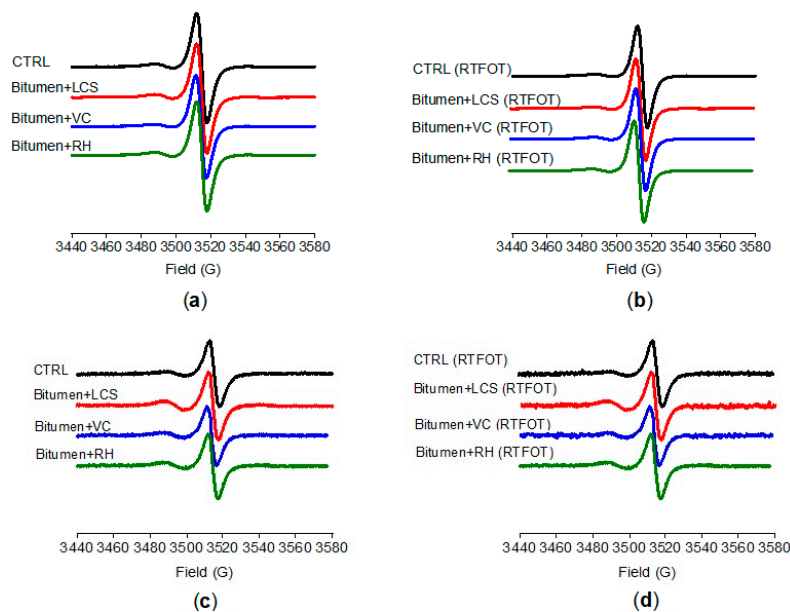 CTRL
Bitumen+LCS
Bitumen+VC
Bitumen+RH
3440 3460 3480 3500 3520 3540 3560 3580
Field (G)
(a)
CTRL (RTFOT)
Bitumen+LCS (RTFOT)
Bitumen+VC (RTFOT)
Bitumen+RH (RTFOT)
3440 3460 3480 3500 3520 3540 3560 3580
Field (G)
(b)
CTRL
Bitumen+LCS
Bitumen+VC
Bitumen+RH
3440 3460 3480 3500 3520 3540 3560 3580
Field (G)
(c)
CTRL (RTFOT)
Bitumen+LCS (RTFOT)
Bitumen+VC (RTFOT)
Bitumen+RH (RTFOT)
3440 3460 3480 3500 3520 3540 3560 3580
Field (G)
(d)